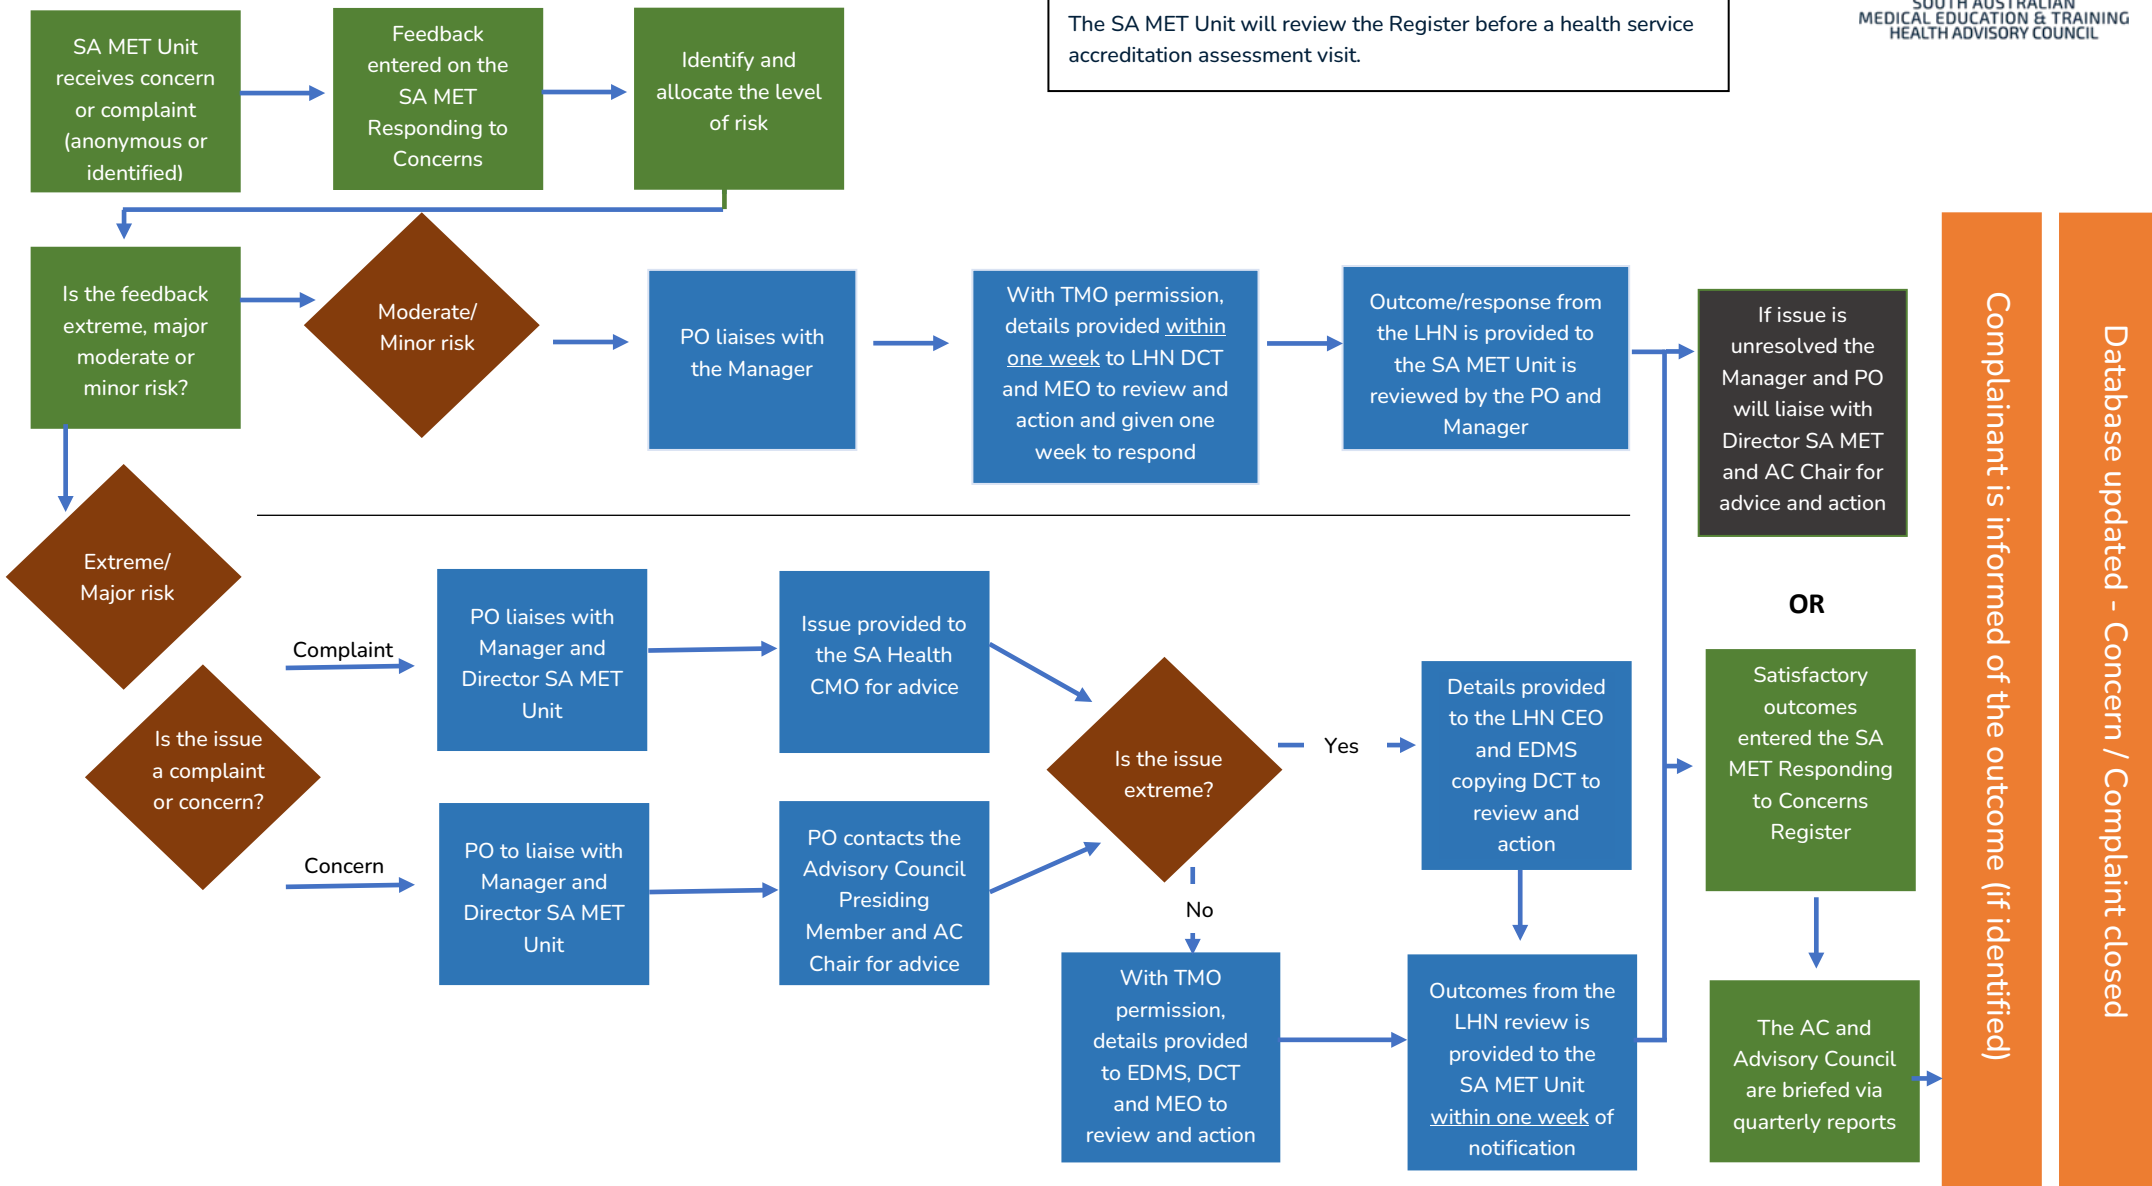 SA MET Unit
receives concern
or complaint
(anonymous or
identified)
Feedback
entered on the
SA MET
Responding to
Concerns
Identify and
allocate the level
of risk
The SA MET Unit will review the Register before a health service
accreditation assessment visit.
SOUTH AUSTRALIAN
MEDICAL EDUCATION & TRAINING
HEALTH ADVISORY COUNCIL
Is the feedback
extreme, major
moderate or
minor risk?
Moderate/
Minor risk
PO liaises with
the Manager
With TMO permission,
details provided within
one week to LHN DCT
and MEO to review and
action and given one
week to respond
Outcome/response from
the LHN is provided to
the SA MET Unit is
reviewed by the PO and
Manager
If issue is
unresolved the
Manager and PO
will liaise with
Director SA MET
and AC Chair for
advice and action
Extreme/
Major risk
Is the issue
a complaint
or concern?
Complaint
PO liaises with
Manager and
Director SA MET
Unit
Issue provided to
the SA Health
CMO for advice
Concern
PO to liaise with
Manager and
Director SA MET
Unit
PO contacts the
Advisory Council
Presiding
Member and AC
Chair for advice
Is the issue
extreme?
Yes
No
Details provided
to the LHN CEO
and EDMS
copying DCT to
review and
action
With TMO
permission,
details provided
to EDMS, DCT
and MEO to
review and action
Outcomes from the
LHN review is
provided to the
SA MET Unit
within one week of
notification
OR
Satisfactory
outcomes
entered the SA
MET Responding
to Concerns
Register
The AC and
Advisory Council
are briefed via
quarterly reports
Complainant is informed of the outcome (if identified)
Database updated - Concern / Complaint closed